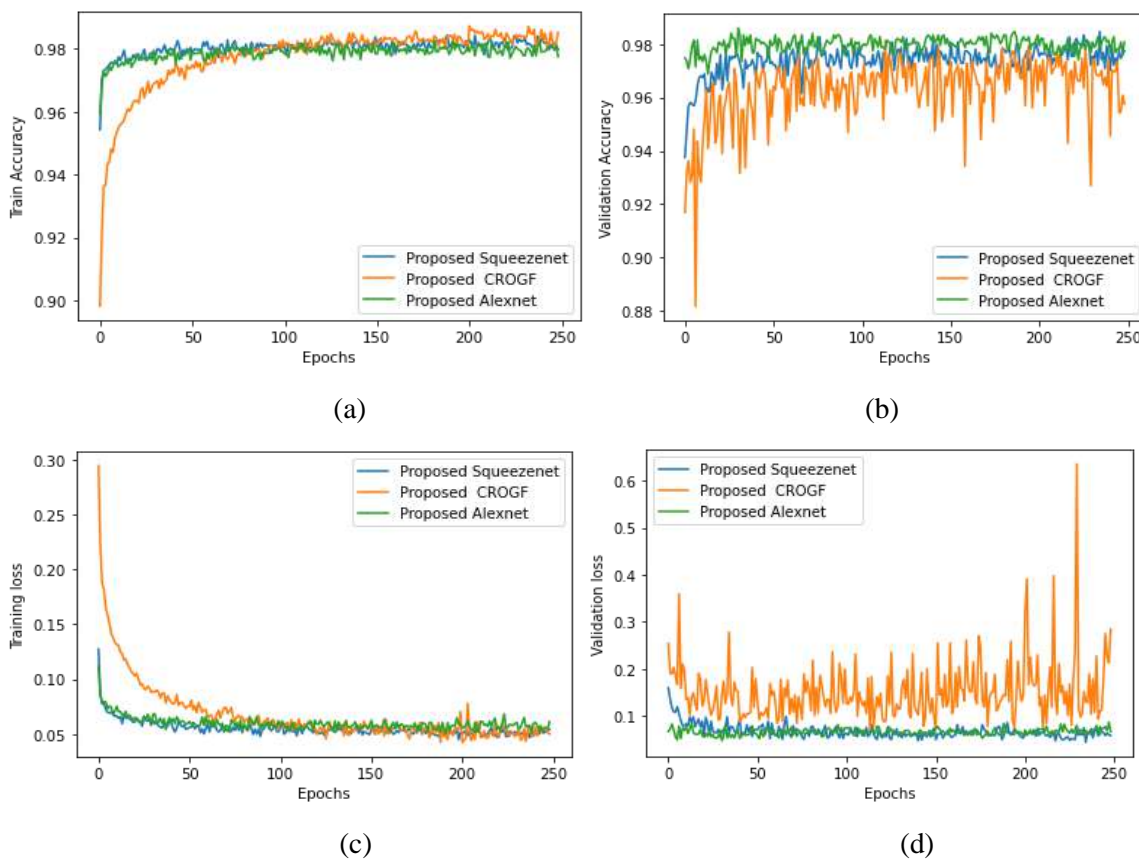 0.98
0.96
0.94
0.92
0.90
Train Accuracy
Proposed Squeezenet
Proposed CROGF
Proposed Alexnet
0 50 100 150 200 250
Epochs
(a)
0.98
0.96
0.94
0.92
0.90
0.88
Validation Accuracy
Proposed Squeezenet
Proposed CROGF
Proposed Alexnet
0 50 100 150 200 250
Epochs
(b)
0.30
0.25
0.20
0.15
0.10
0.05
Training loss
Proposed Squeezenet
Proposed CROGF
Proposed Alexnet
0 50 100 150 200 250
Epochs
(c)
0.6
0.5
0.4
0.3
0.2
0.1
Validation loss
Proposed Squeezenet
Proposed CROGF
Proposed Alexnet
0 50 100 150 200 250
Epochs
(d)